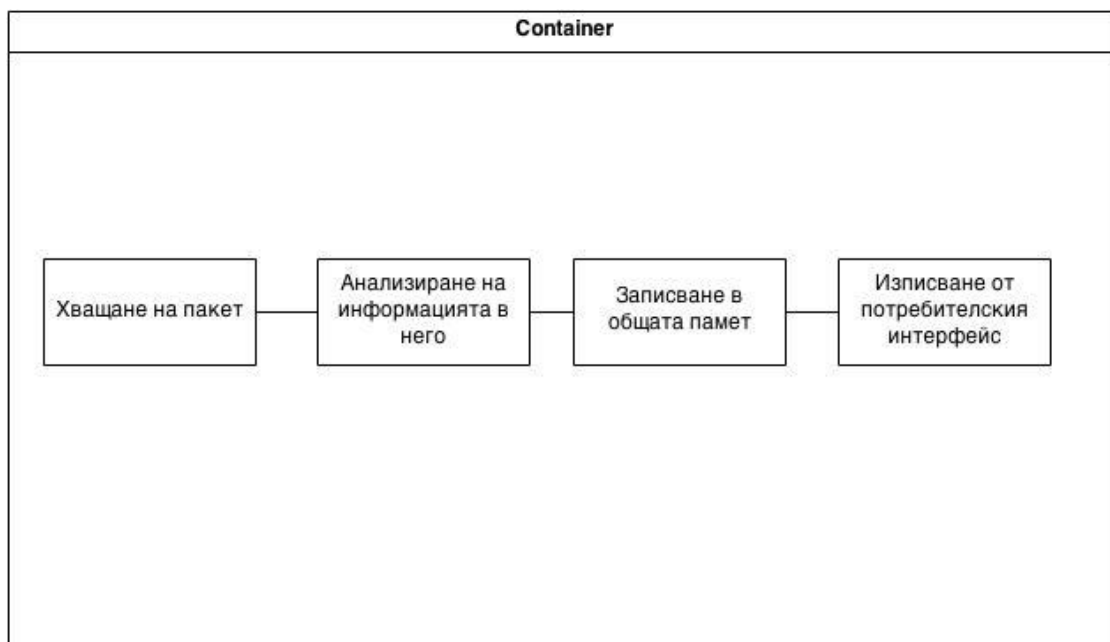 Container
Хващане на пакет
Анализиране на
информацията в
него
Записване в
общата памет
Изписване от
потребителския
интерфейс